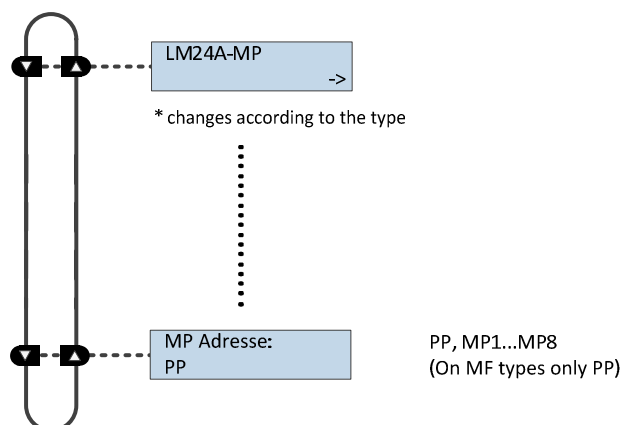 LM24A-MP
->
* changes according to the type
MP Adresse:
PP
PP, MP1...MP8
(On MF types only PP)